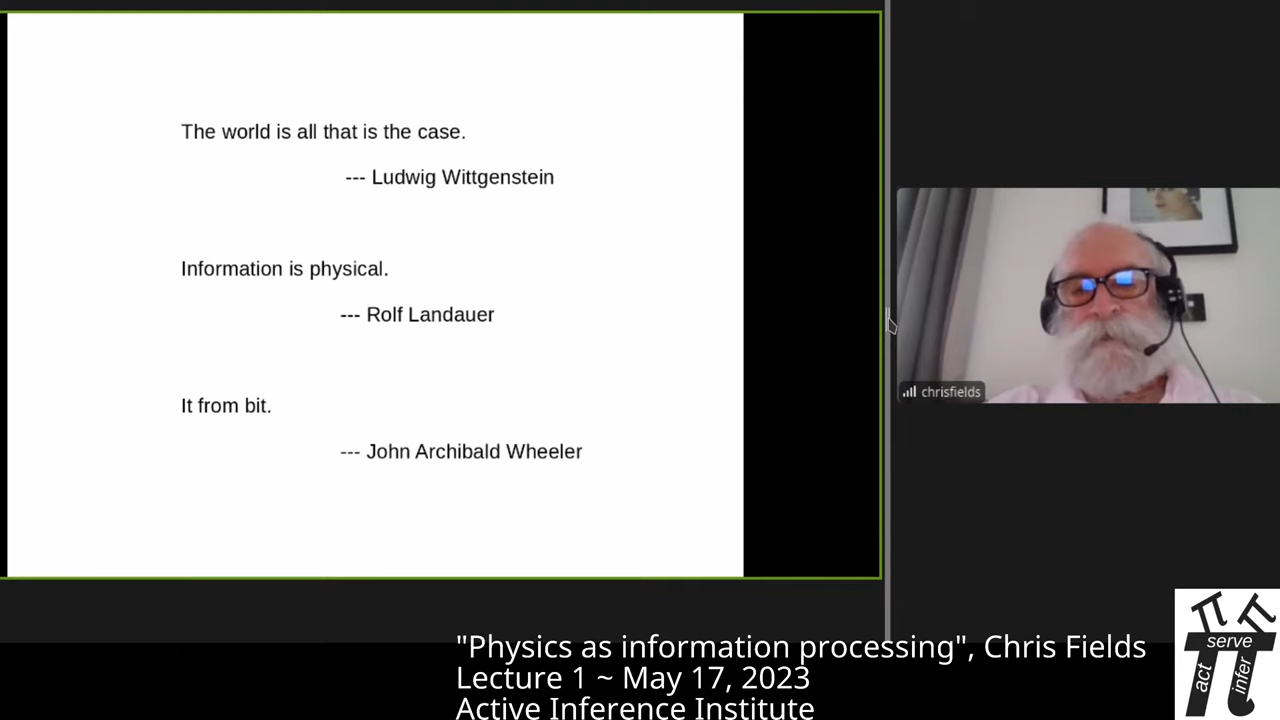 The world is all that is the case.
--- Ludwig Wittgenstein
Information is physical.
--- Rolf Landauer
It from bit.
--- John Archibald Wheeler
chrisfields
"Physics as information processing", Chris Fields
Lecture 1 ~ May 17, 2023
Active Inference Institute
serve
act
infer